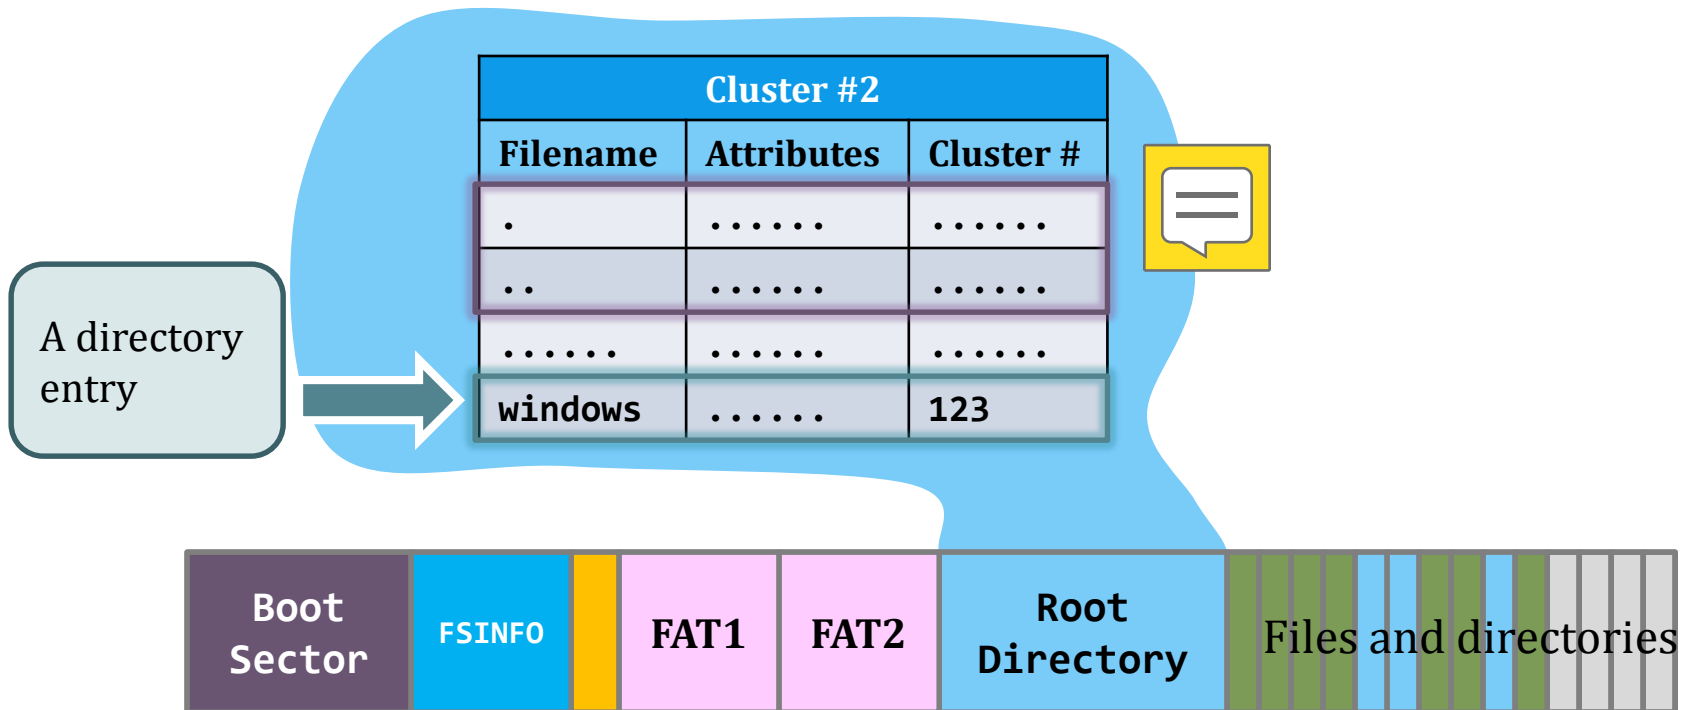 Cluster #2
Filename Attributes Cluster #
. ...... ......
.. ...... ......
...... ...... ......
windows ...... 123
A directory
entry
Boot
Sector
FSINFO
FAT1
FAT2
Root
Directory
Files and directories